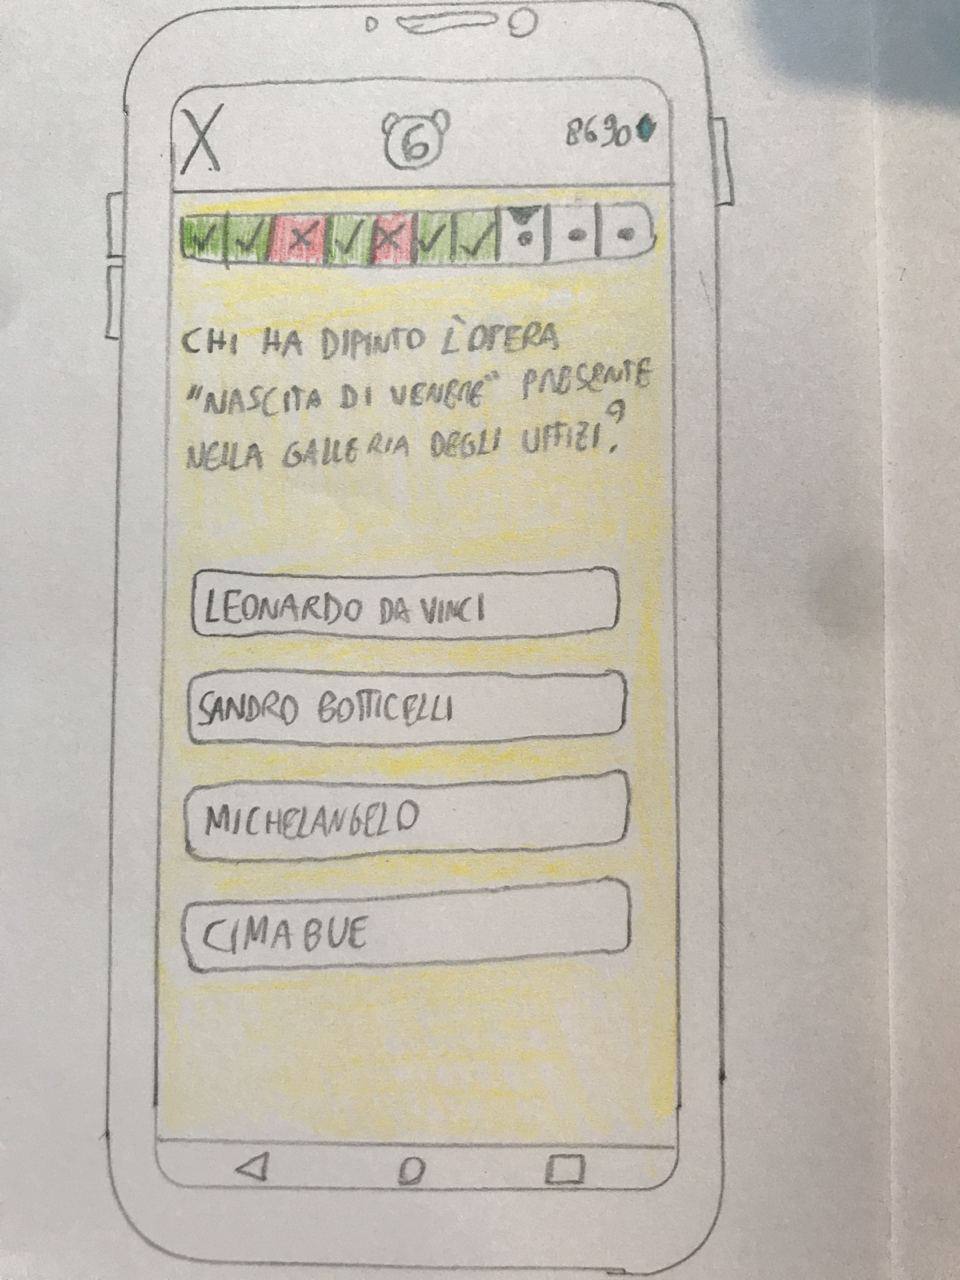 X
6
8690
CHI HA DIPINTO L'OPERA
"NASCITA DI VENERE" PRESENTE
NELLA GALLERIA DEGLI UFFIZI?
LEONARDO DA VINCI
SANDRO BOTTICELLI
MICHELANGELO
CIMABUE